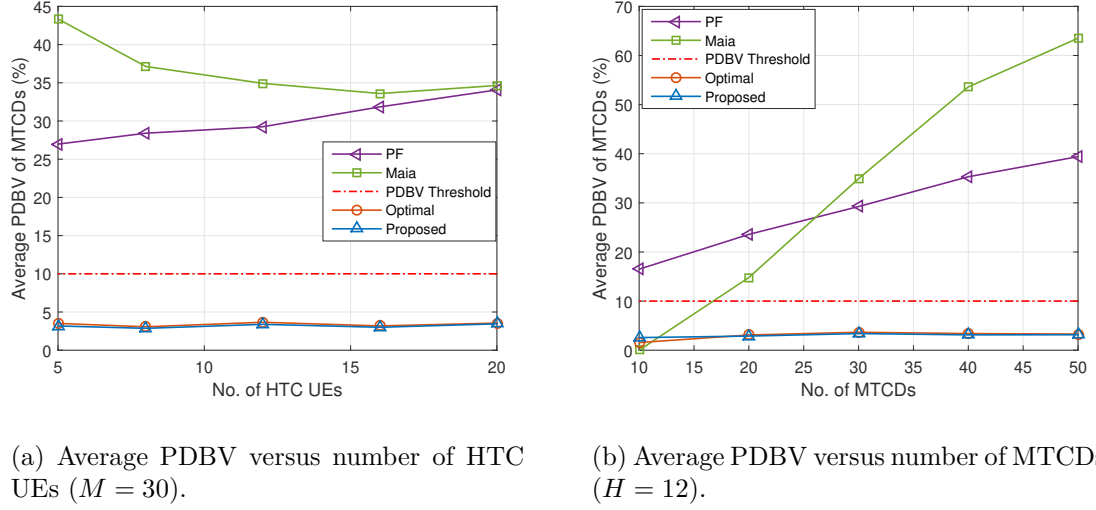 45
40
35
30
25
20
15
10
5
0
Average PDBV of MTCDs (%)
PF
Maia
PDBV Threshold
Optimal
Proposed
5 10 15 20
No. of HTC UEs
70
60
50
40
30
20
10
0
Average PDBV of MTCDs (%)
PF
Maia
PDBV Threshold
Optimal
Proposed
10 15 20 25 30 35 40 45 50
No. of MTCDs
(a) Average PDBV versus number of HTC
UEs (M = 30).
(b) Average PDBV versus number of MTCDs
(H = 12).